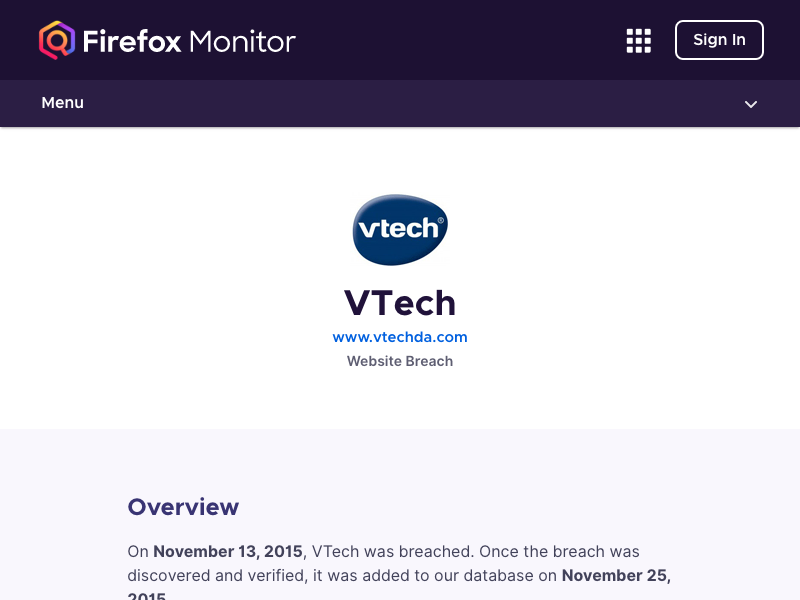 Firefox Monitor
Sign In
Menu
vtech®
VTech
www.vtechda.com
Website Breach
Overview
On November 13, 2015, VTech was breached. Once the breach was
discovered and verified, it was added to our database on November 25,
2015.